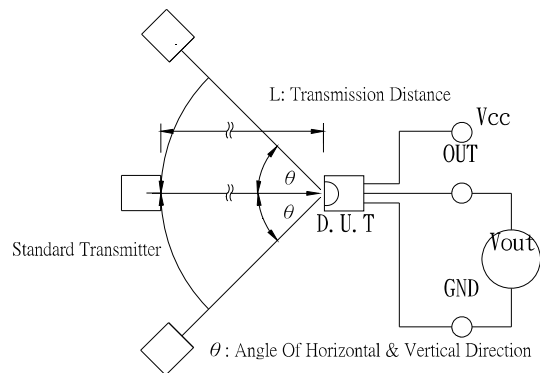 L: Transmission Distance
Vcc
OUT
θ
θ
D.U.T
Standard Transmitter
Vout
GND
θ: Angle Of Horizontal & Vertical Direction